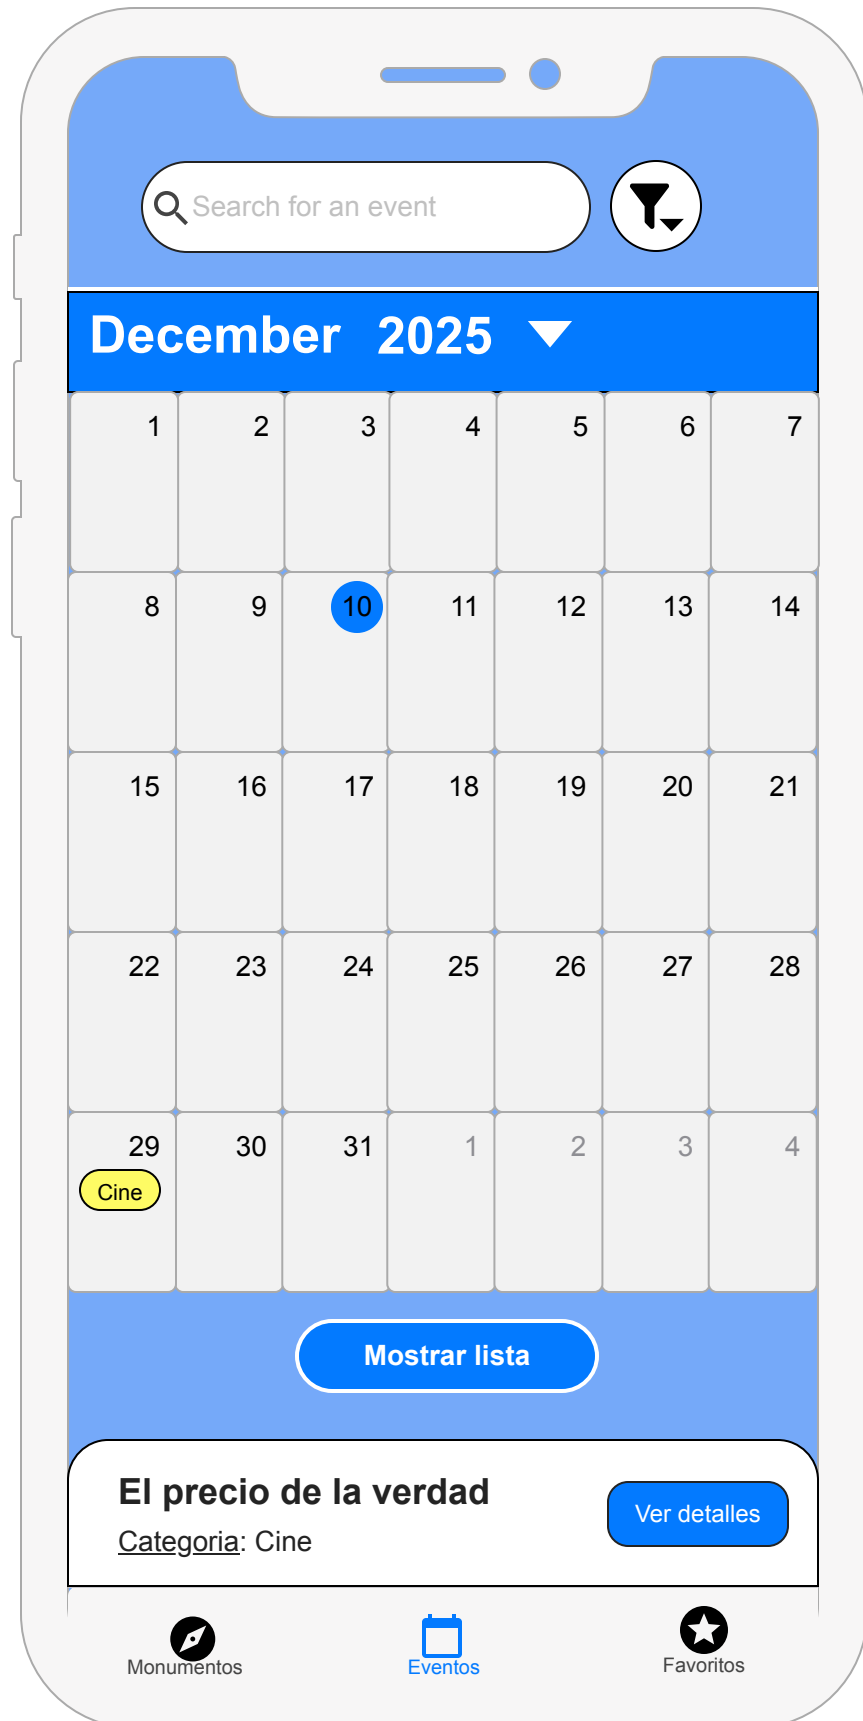 Search for an event
December 2025
1 2 3 4 5 6 7
8 9 10 11 12 13 14
15 16 17 18 19 20 21
22 23 24 25 26 27 28
29 30 31 1 2 3 4
Cine
Mostrar lista
El precio de la verdad
Ver detalles
Categoria: Cine
Monumentos Eventos Favoritos